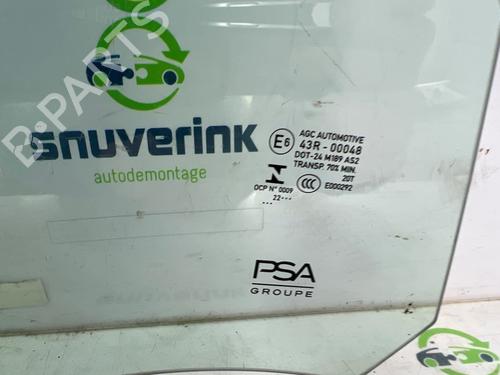 B-PARTS
snuverink
autodemontage
E6
AGC AUTOMOTIVE
43R-00048
DOT-24 M189 AS2
TRANSP. 70% MIN.
20T
CCC E000292
OCP N° 0009
22···
PSA
GROUPE